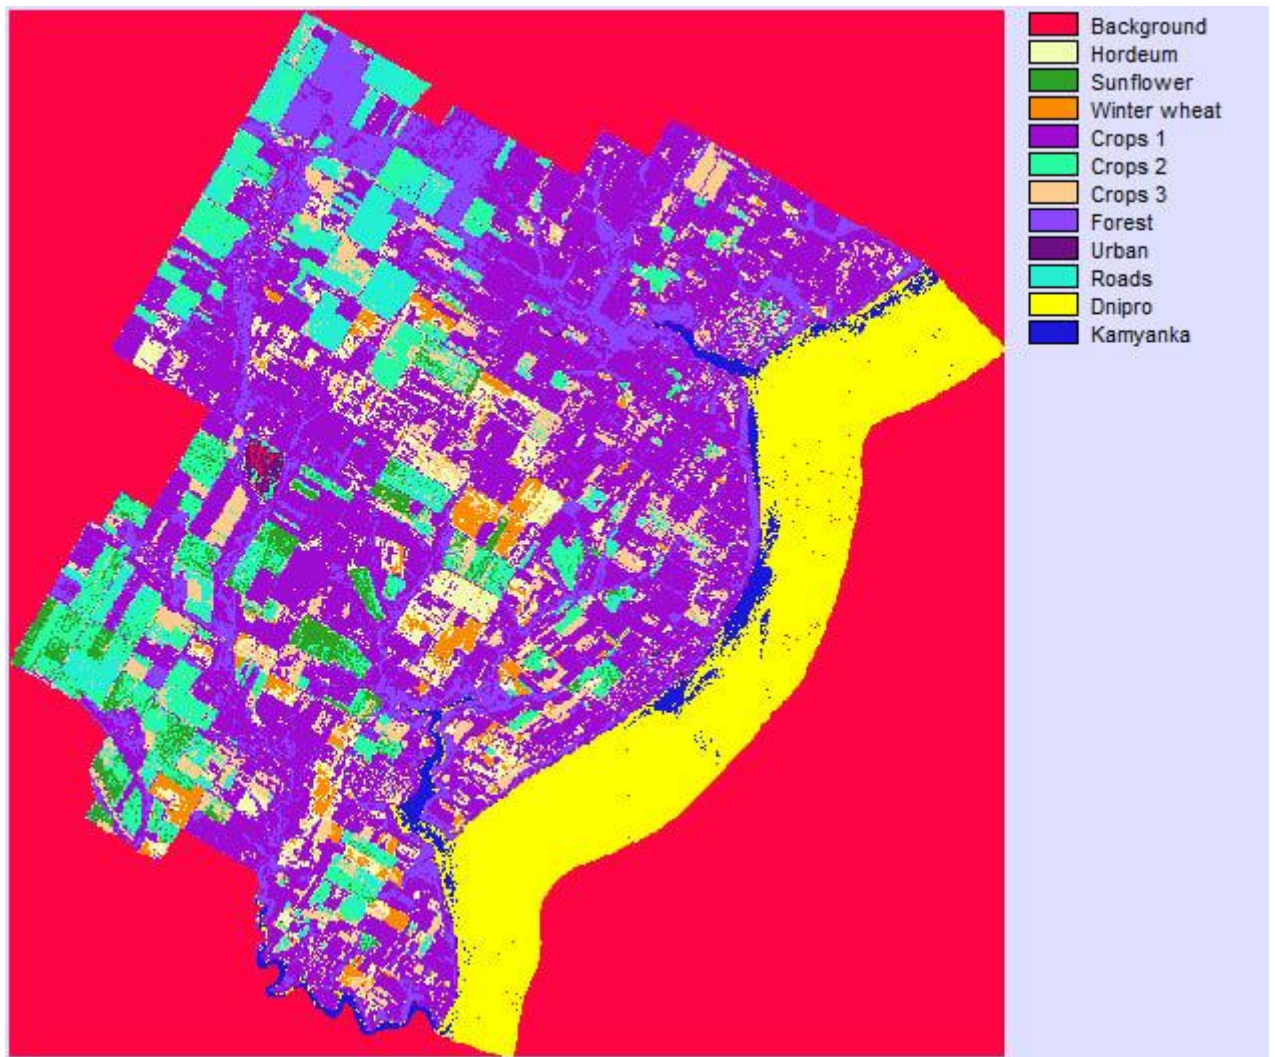 Background
Hordeum
Sunflower
Winter wheat
Crops 1
Crops 2
Crops 3
Forest
Urban
Roads
Dnipro
Kamyanka